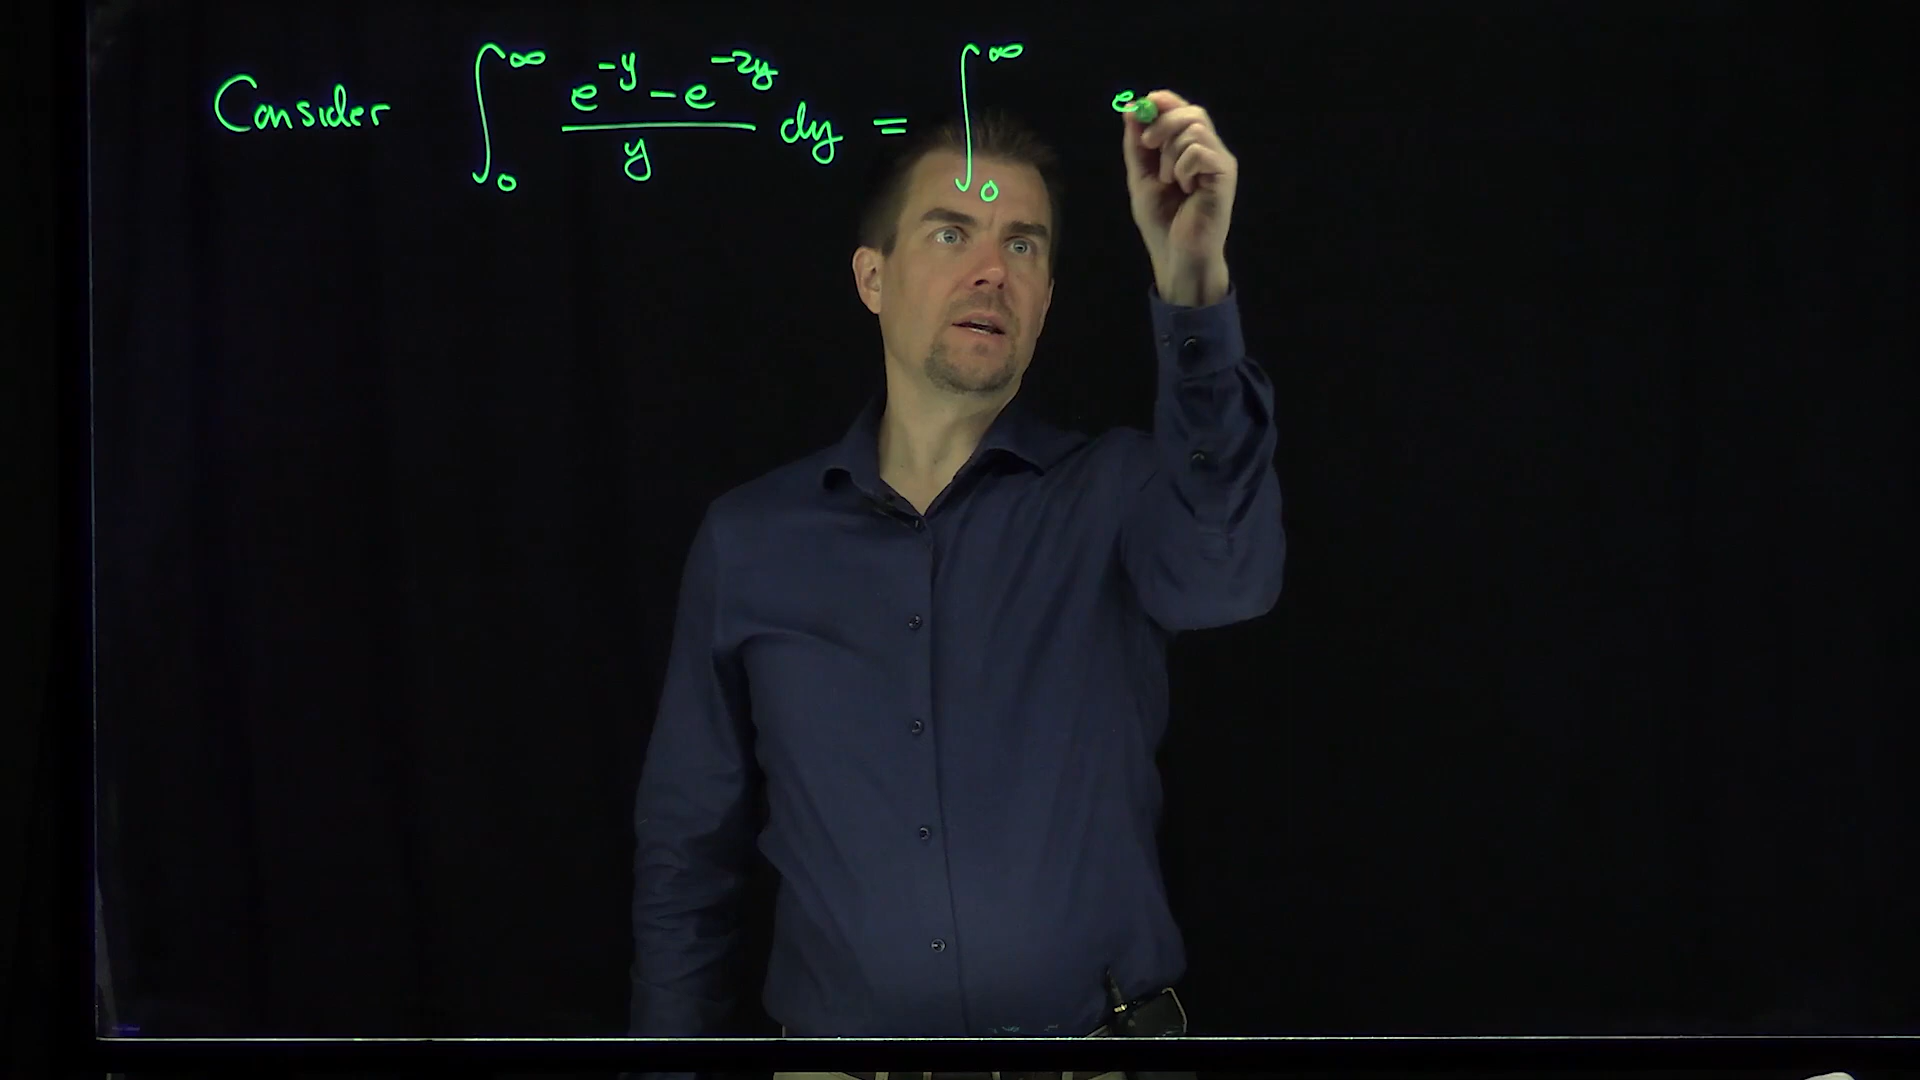 Consider ∫₀^∞ (e^{-y} - e^{-2y})/y dy = ∫₀^∞ e